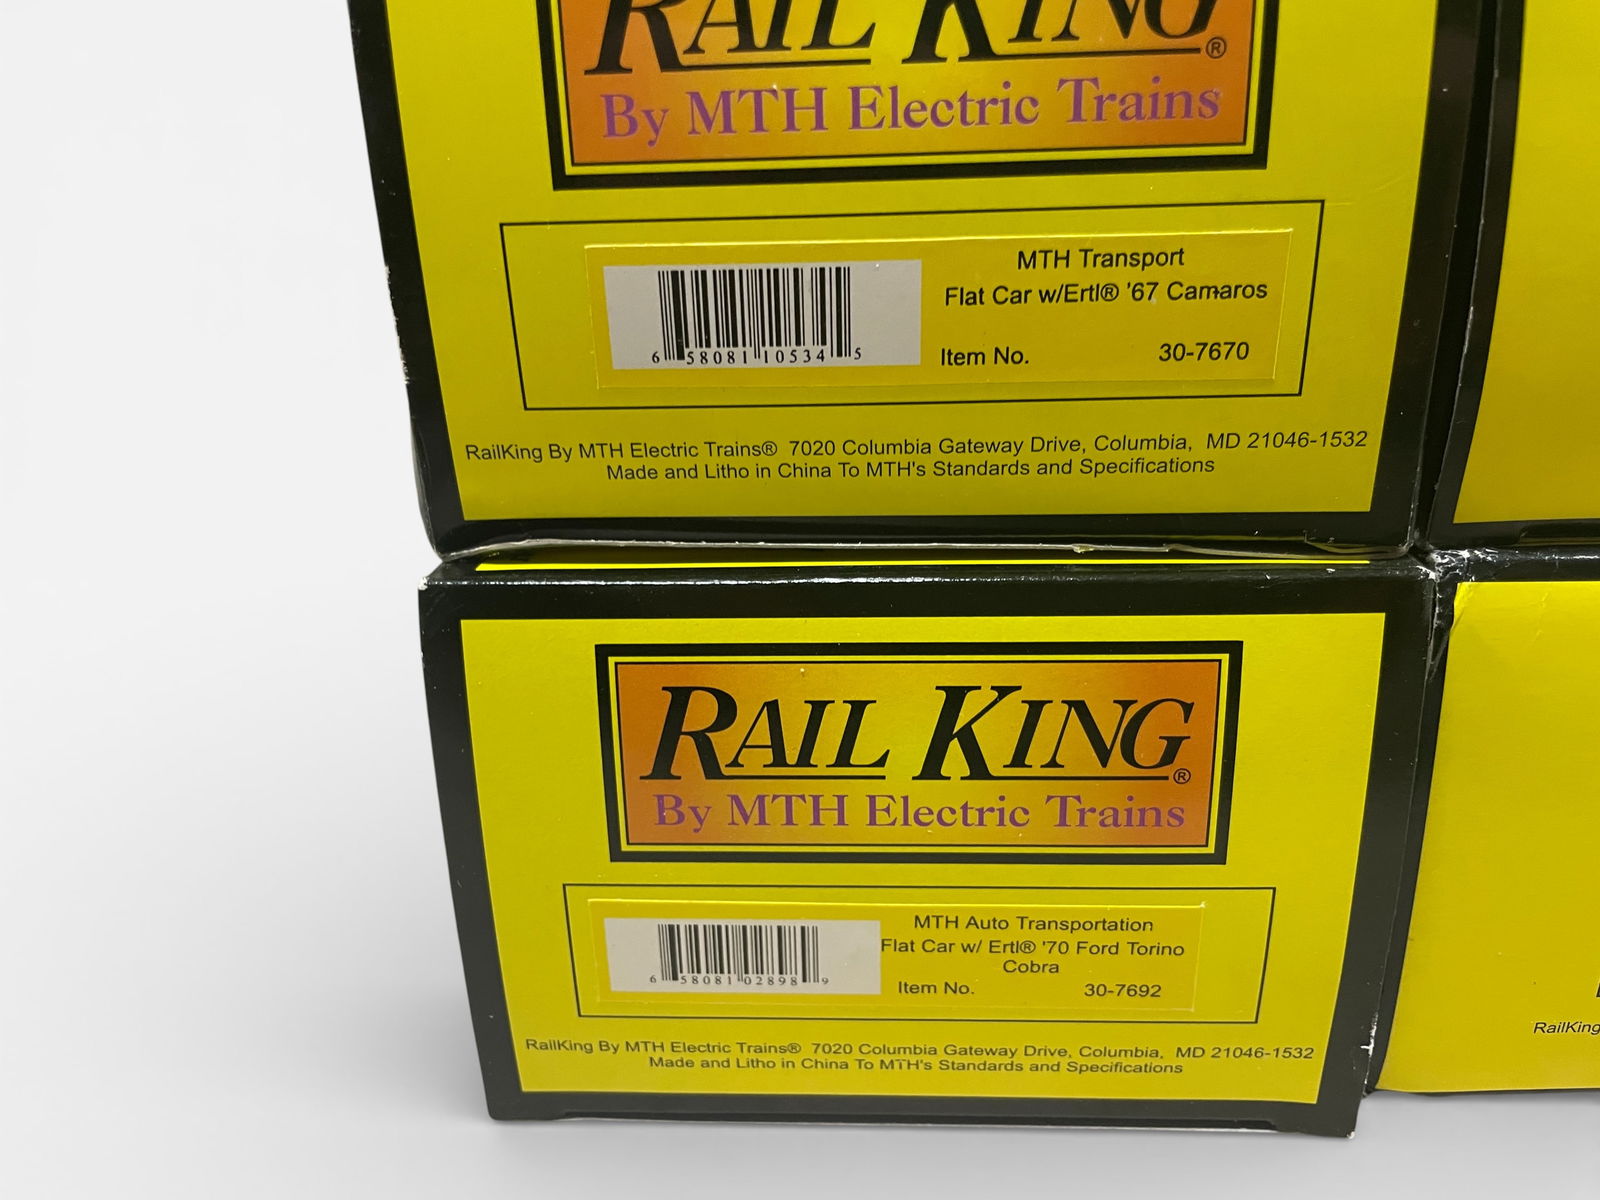 RAIL KING®
By MTH Electric Trains
MTH Transport
Flat Car w/Ertl® '67 Camaros
6 58081 10534 5
Item No. 30-7670
RailKing By MTH Electric Trains® 7020 Columbia Gateway Drive, Columbia, MD 21046-1532
Made and Litho in China To MTH's Standards and Specifications
RAIL KING®
By MTH Electric Trains
MTH Auto Transportation
Flat Car w/ Ertl® '70 Ford Torino
Cobra
6 58081 02898 9
Item No. 30-7692
RailKing By MTH Electric Trains® 7020 Columbia Gateway Drive, Columbia, MD 21046-1532
Made and Litho in China To MTH's Standards and Specifications
RailKing